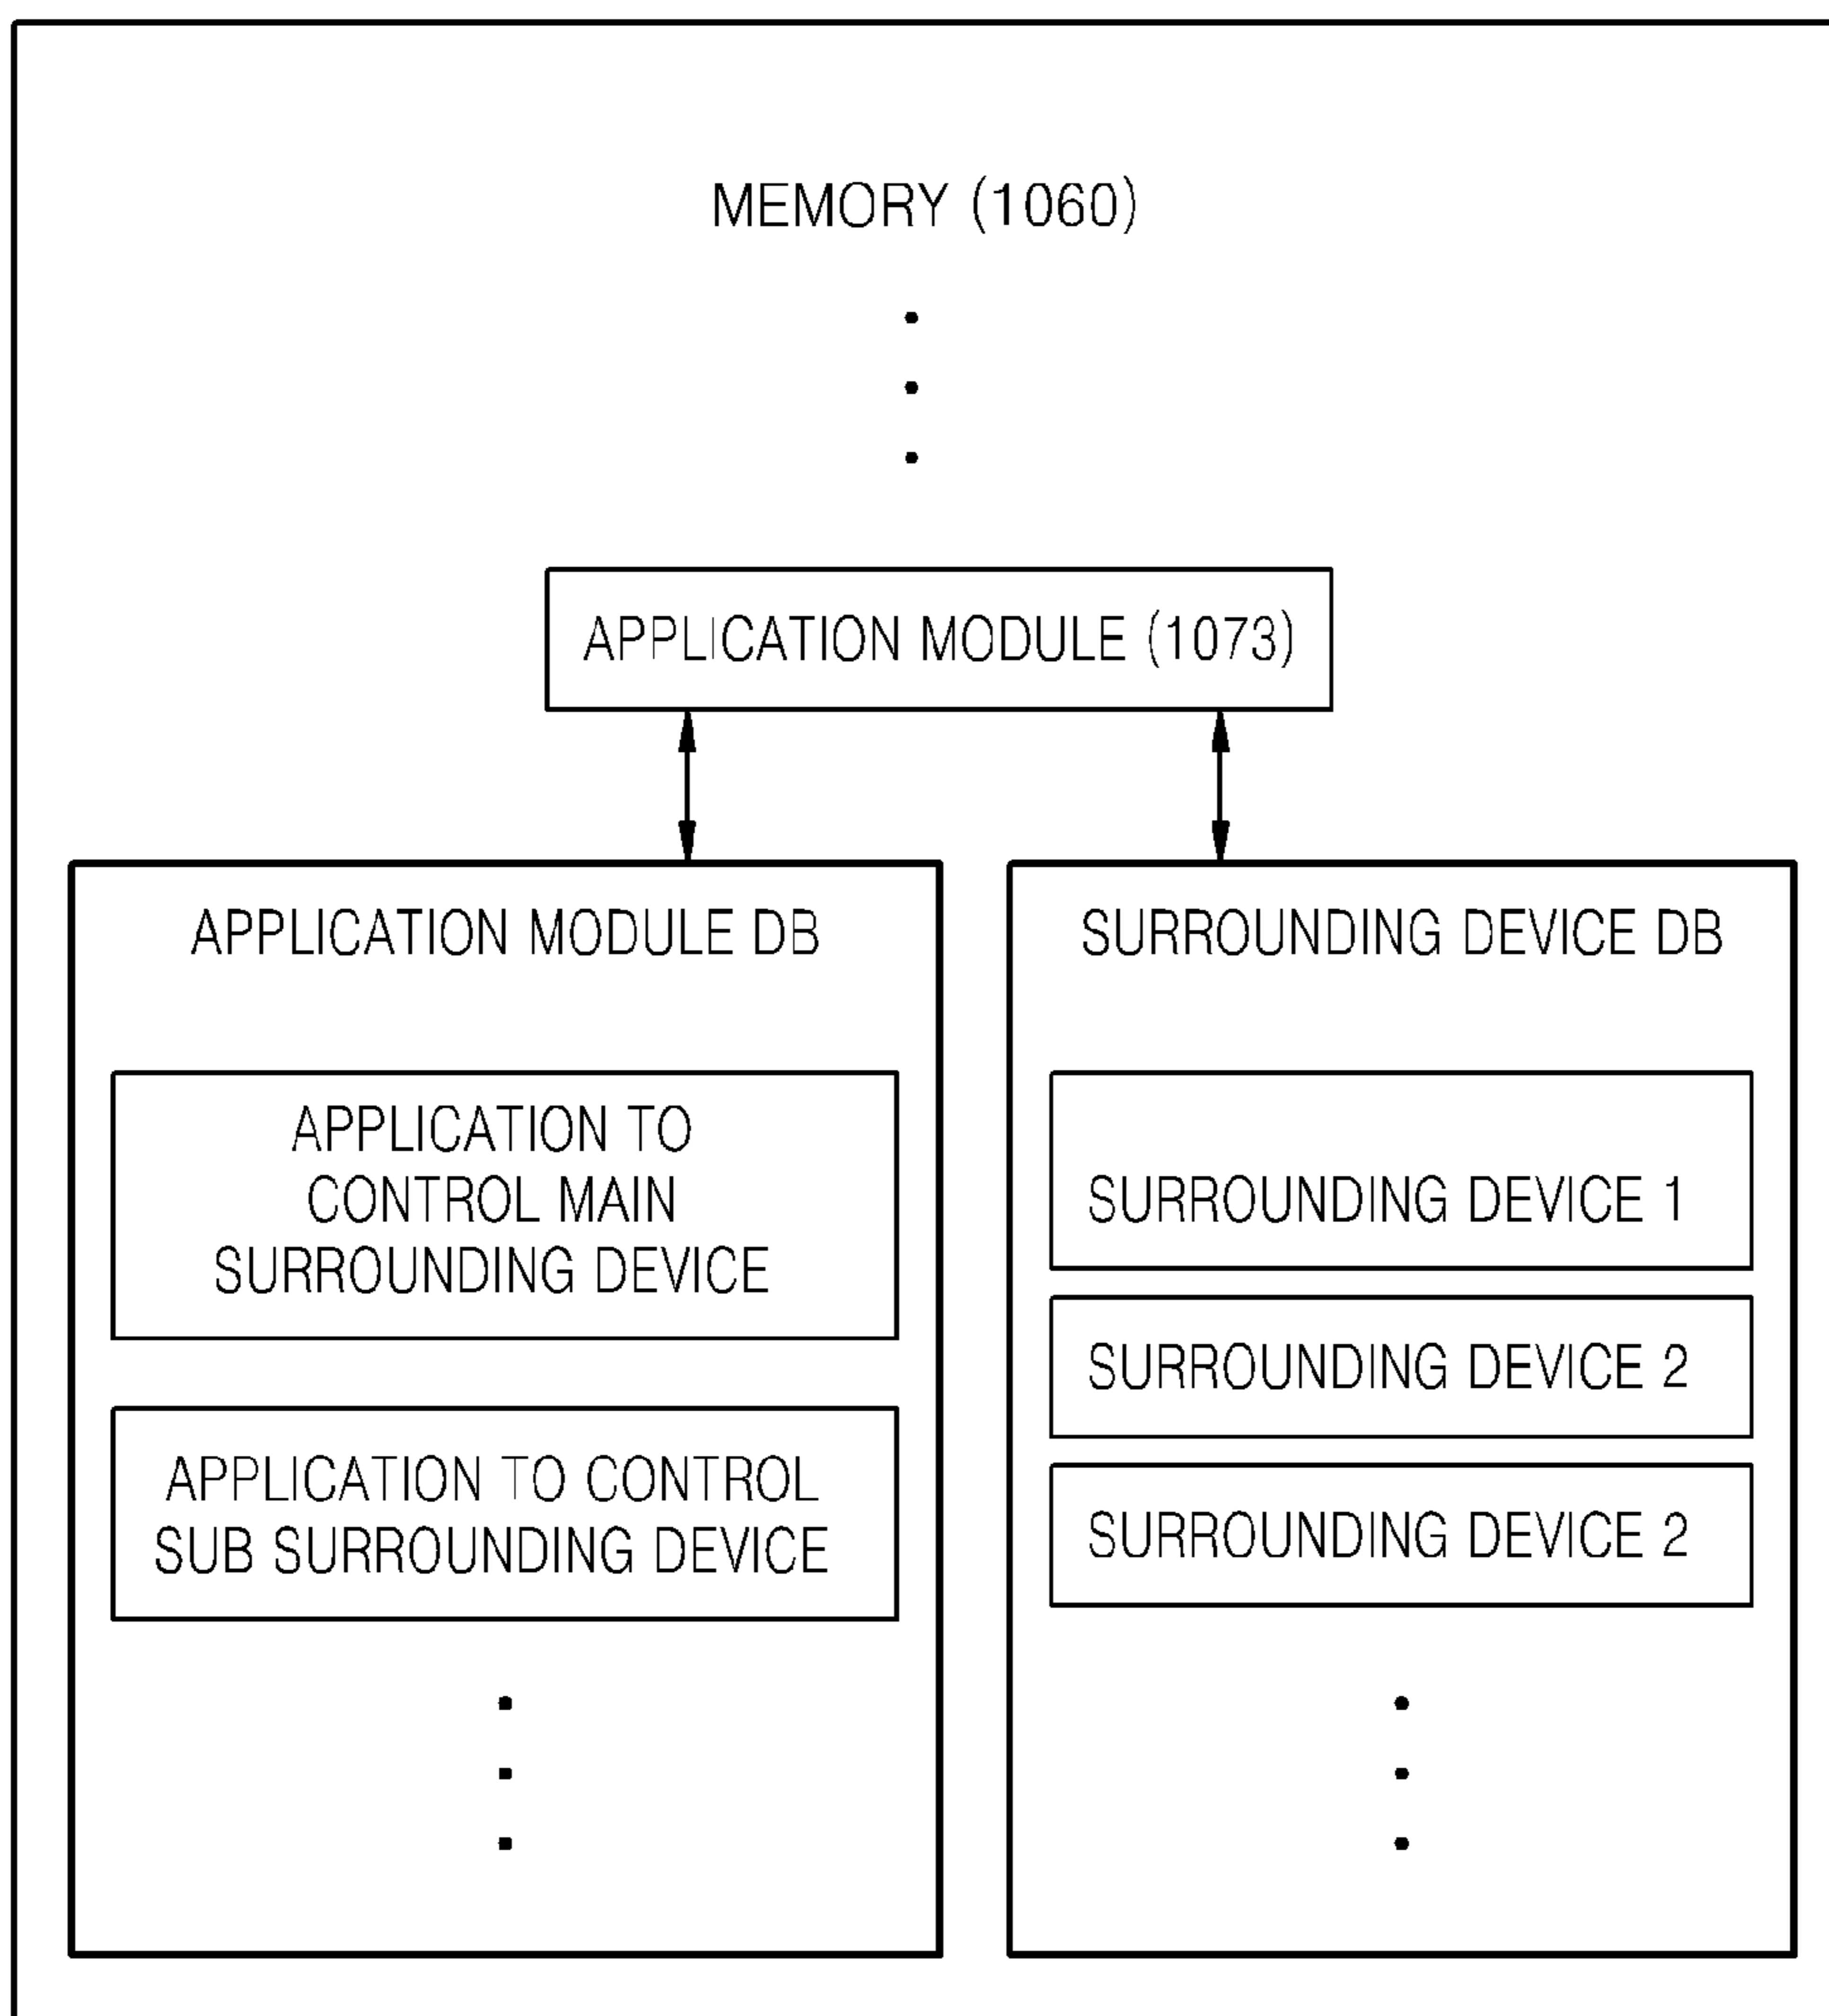 MEMORY (1060)
APPLICATION MODULE (1073)
APPLICATION MODULE DB
APPLICATION TO
CONTROL MAIN
SURROUNDING DEVICE
APPLICATION TO CONTROL
SUB SURROUNDING DEVICE
SURROUNDING DEVICE DB
SURROUNDING DEVICE 1
SURROUNDING DEVICE 2
SURROUNDING DEVICE 2